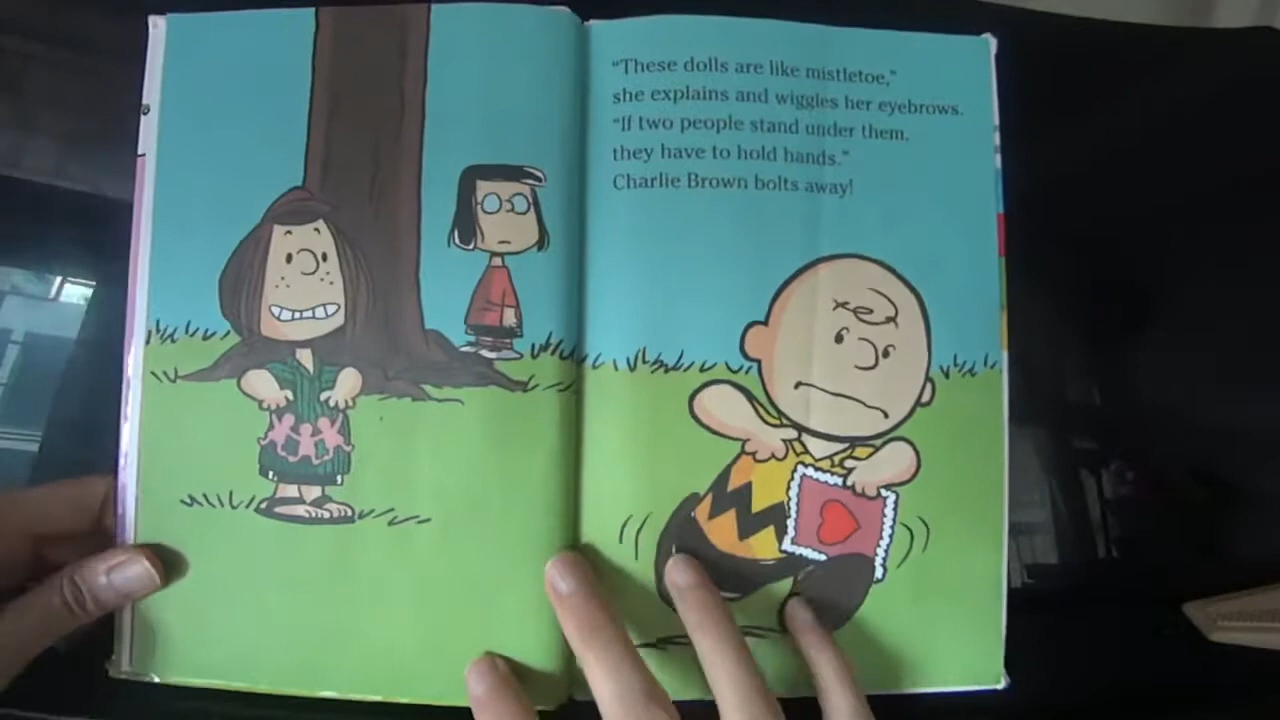 “These dolls are like mistletoe,”
she explains and wiggles her eyebrows.
“If two people stand under them,
they have to hold hands.”
Charlie Brown bolts away!